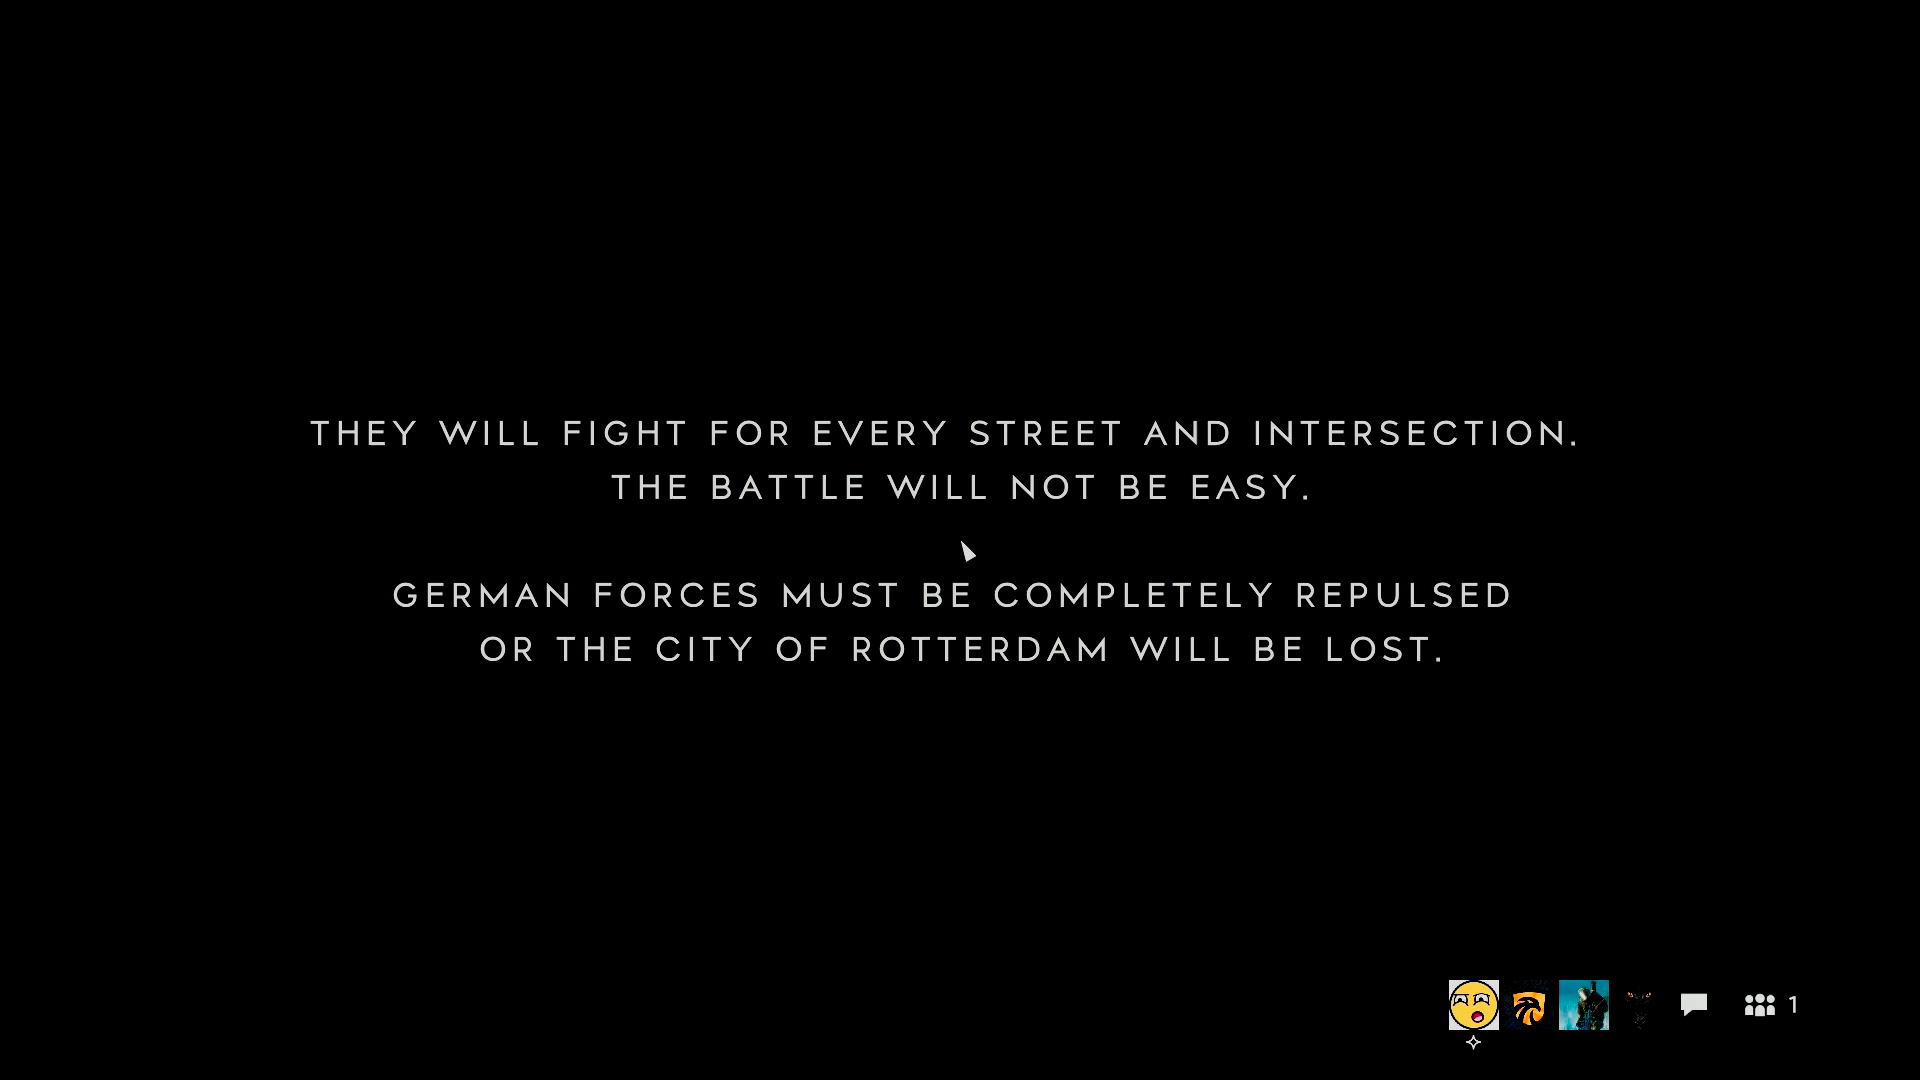 THEY WILL FIGHT FOR EVERY STREET AND INTERSECTION.
THE BATTLE WILL NOT BE EASY.
GERMAN FORCES MUST BE COMPLETELY REPULSED
OR THE CITY OF ROTTERDAM WILL BE LOST.
1